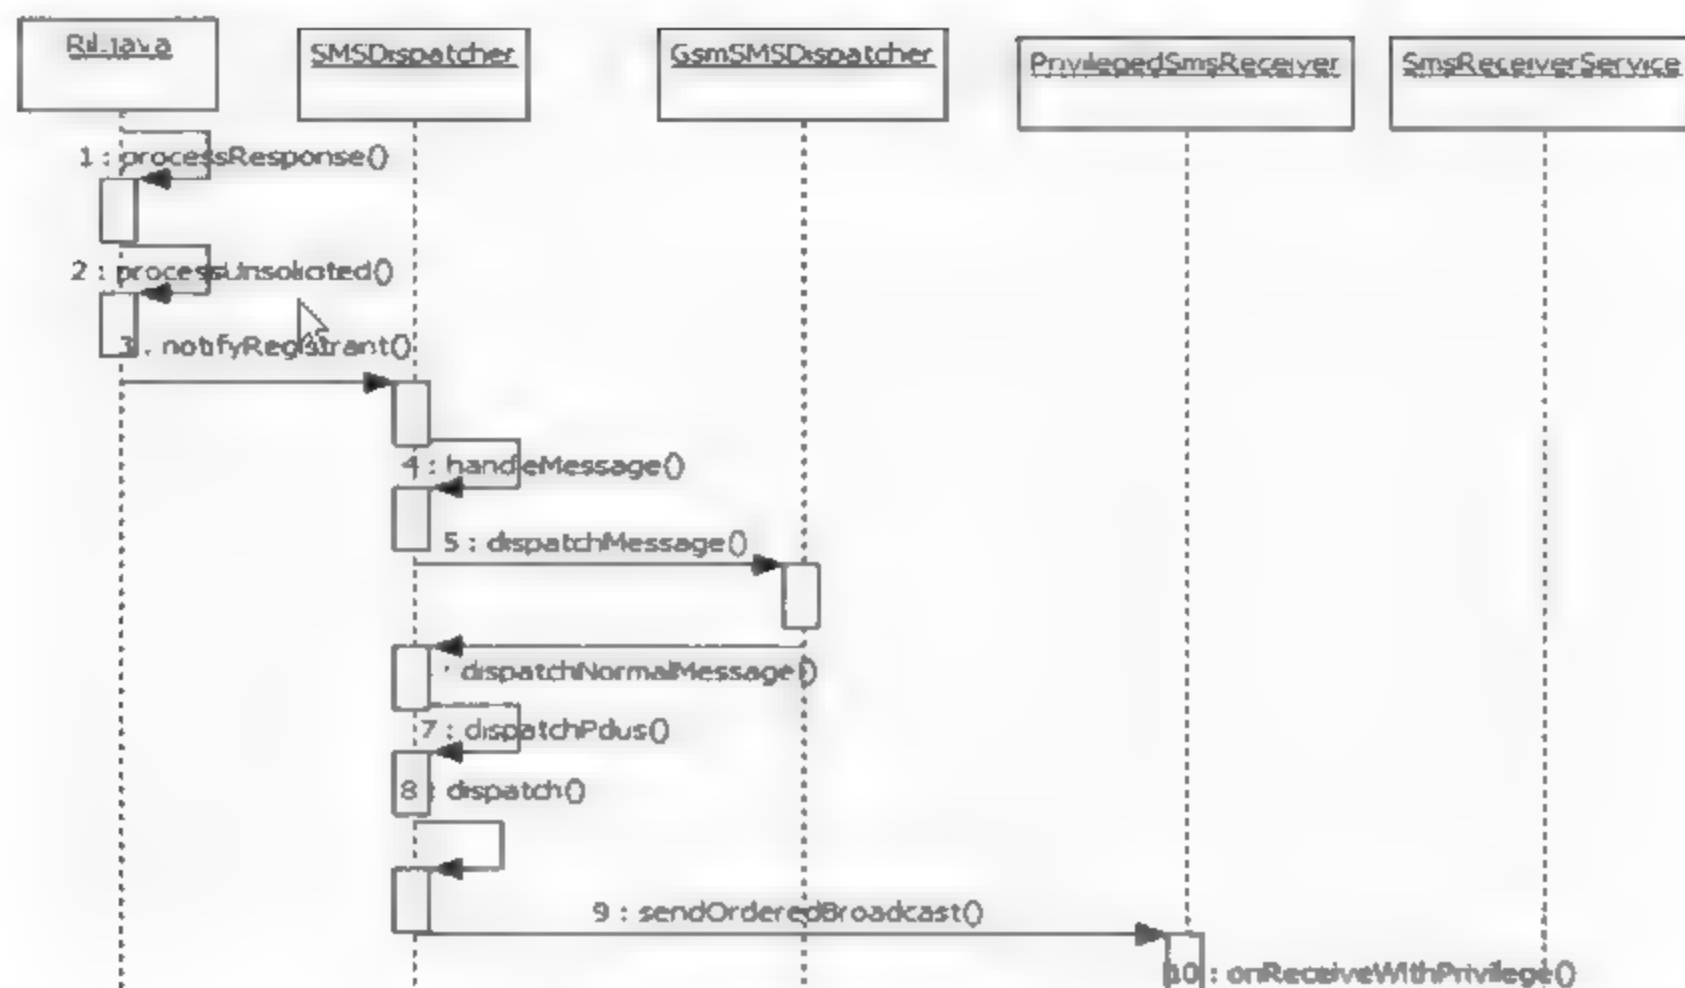 Ril.java
SMSDispatcher
GsmSMSDispatcher
PrivilegedSmsReceiver
SmsReceiverService
1 : processResponse()
2 : processUnsolicited()
3 : notifyRegistrant()
4 : handleMessage()
5 : dispatchMessage()
: dispatchNormalMessage()
7 : dispatchPdus()
8 : dispatch()
9 : sendOrderedBroadcast()
10 : onReceiveWithPrivilege()